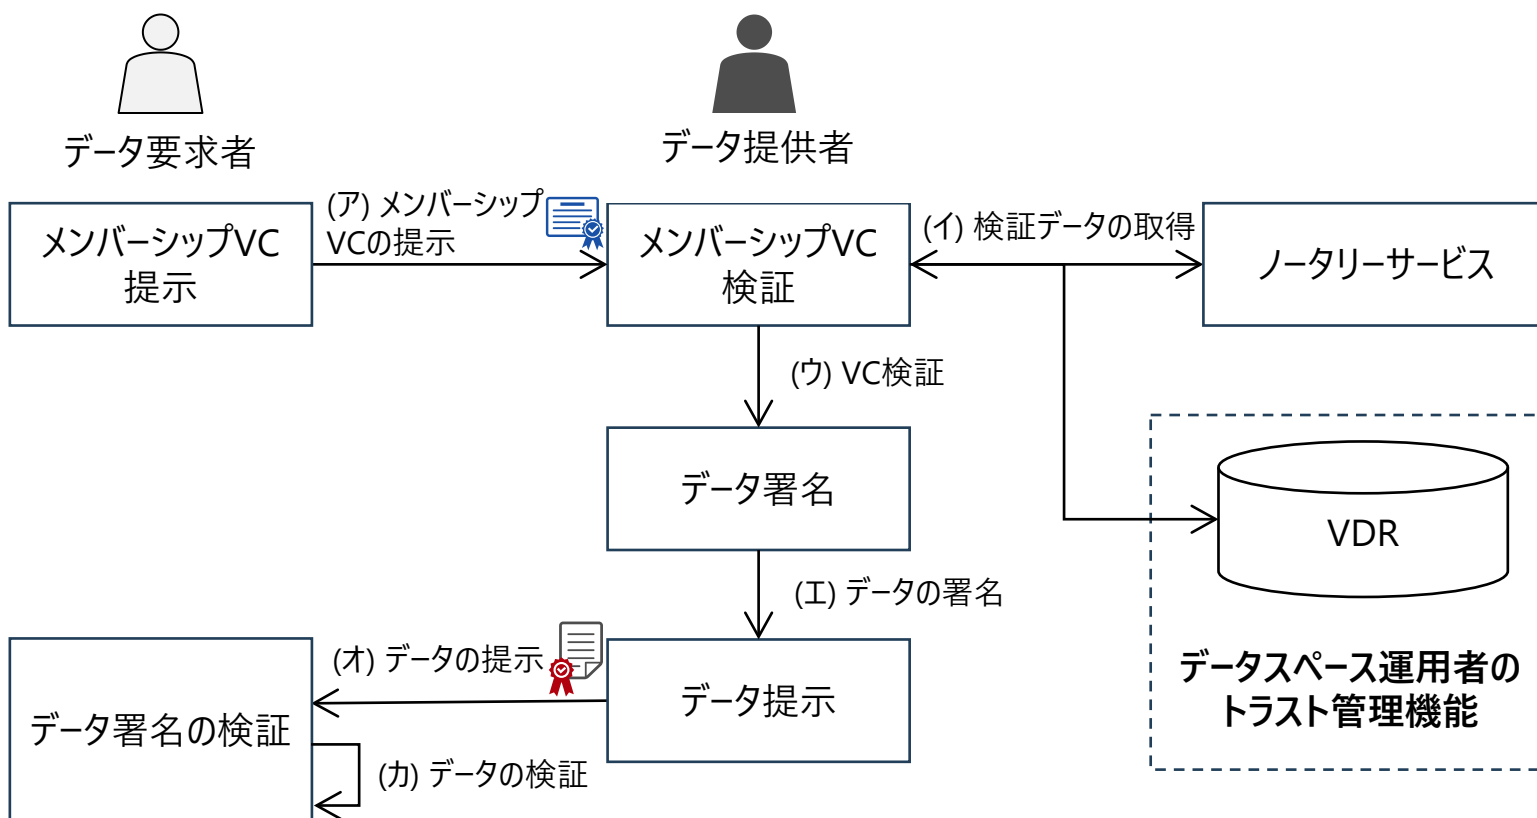 データ要求者
データ提供者
メンバーシップVC
提示
(ア) メンバーシップ
VCの提示
メンバーシップVC
検証
(イ) 検証データの取得
ノータリーサービス
(ウ) VC検証
データ署名
VDR
(エ) データの署名
データスペース運用者の
トラスト管理機能
(オ) データの提示
データ提示
データ署名の検証
(カ) データの検証